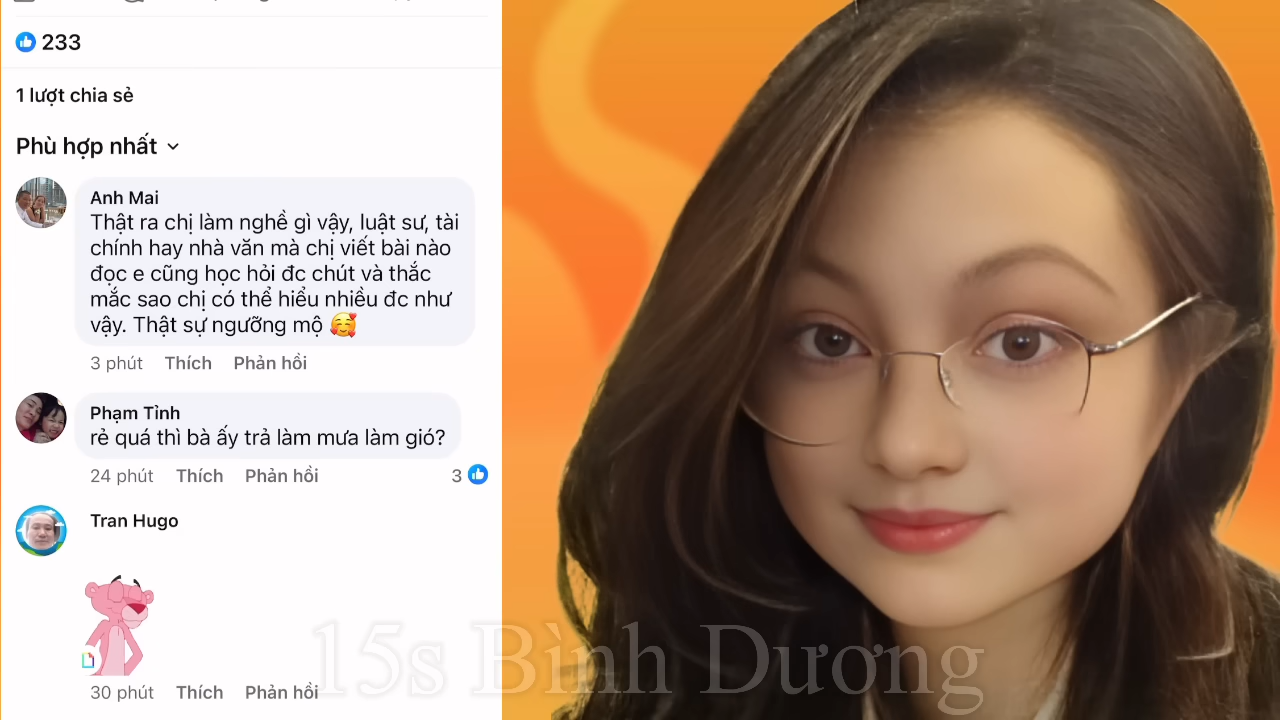 233
1 lượt chia sẻ
Phù hợp nhất
Anh Mai
Thật ra chị làm nghề gì vậy, luật sư, tài
chính hay nhà văn mà chị viết bài nào
đọc e cũng học hỏi đc chút và thắc
mắc sao chị có thể hiểu nhiều đc như
vậy. Thật sự ngưỡng mộ 🥰
3 phút Thích Phản hồi
Phạm Tỉnh
rẻ quá thì bà ấy trả làm mưa làm gió?
24 phút Thích Phản hồi 3
Tran Hugo
30 phút Thích Phản hồi
15s Bình Dương